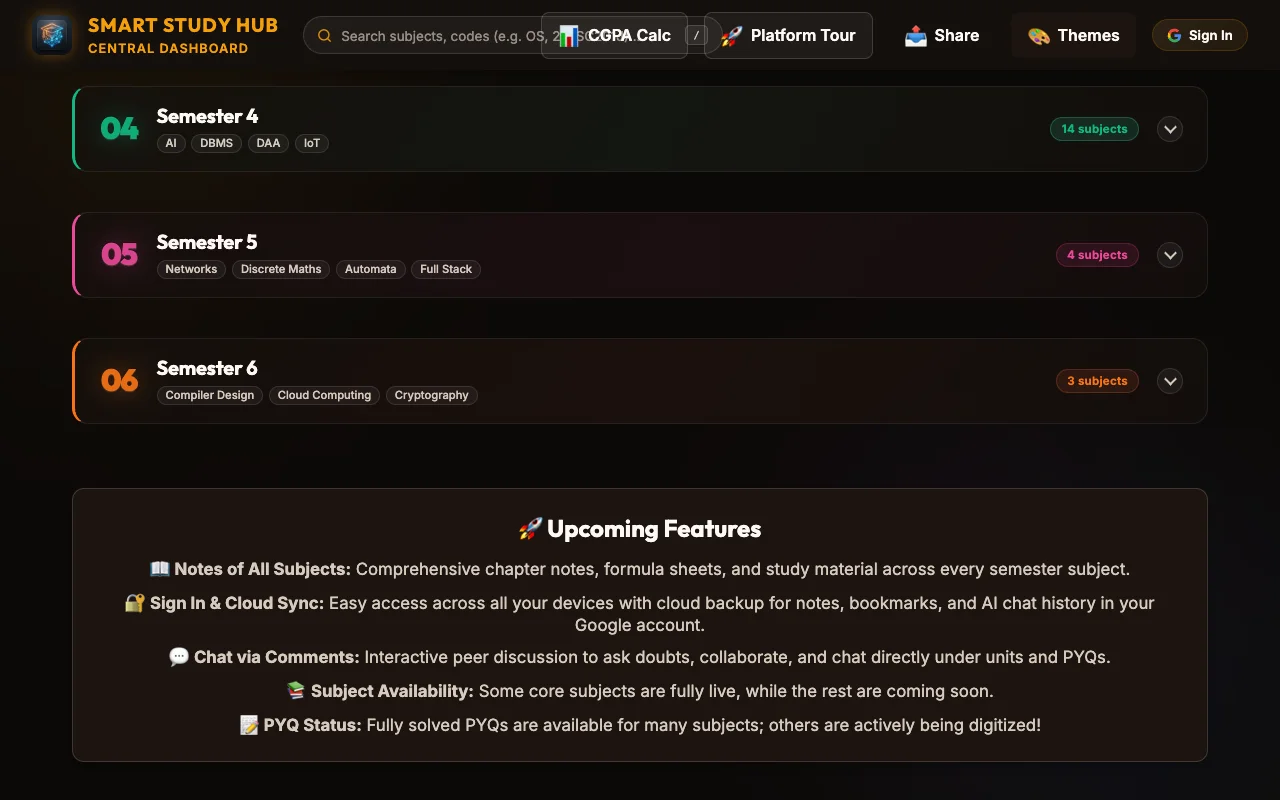 SMART STUDY HUB
CENTRAL DASHBOARD
Search subjects, codes (e.g. OS, 2
CGPA Calc
/
Platform Tour
Share
Themes
Sign In
04
Semester 4
AI DBMS DAA IoT
14 subjects
05
Semester 5
Networks Discrete Maths Automata Full Stack
4 subjects
06
Semester 6
Compiler Design Cloud Computing Cryptography
3 subjects
🚀 Upcoming Features
📖 Notes of All Subjects: Comprehensive chapter notes, formula sheets, and study material across every semester subject.
🔐 Sign In & Cloud Sync: Easy access across all your devices with cloud backup for notes, bookmarks, and AI chat history in your
Google account.
💬 Chat via Comments: Interactive peer discussion to ask doubts, collaborate, and chat directly under units and PYQs.
📚 Subject Availability: Some core subjects are fully live, while the rest are coming soon.
📝 PYQ Status: Fully solved PYQs are available for many subjects; others are actively being digitized!